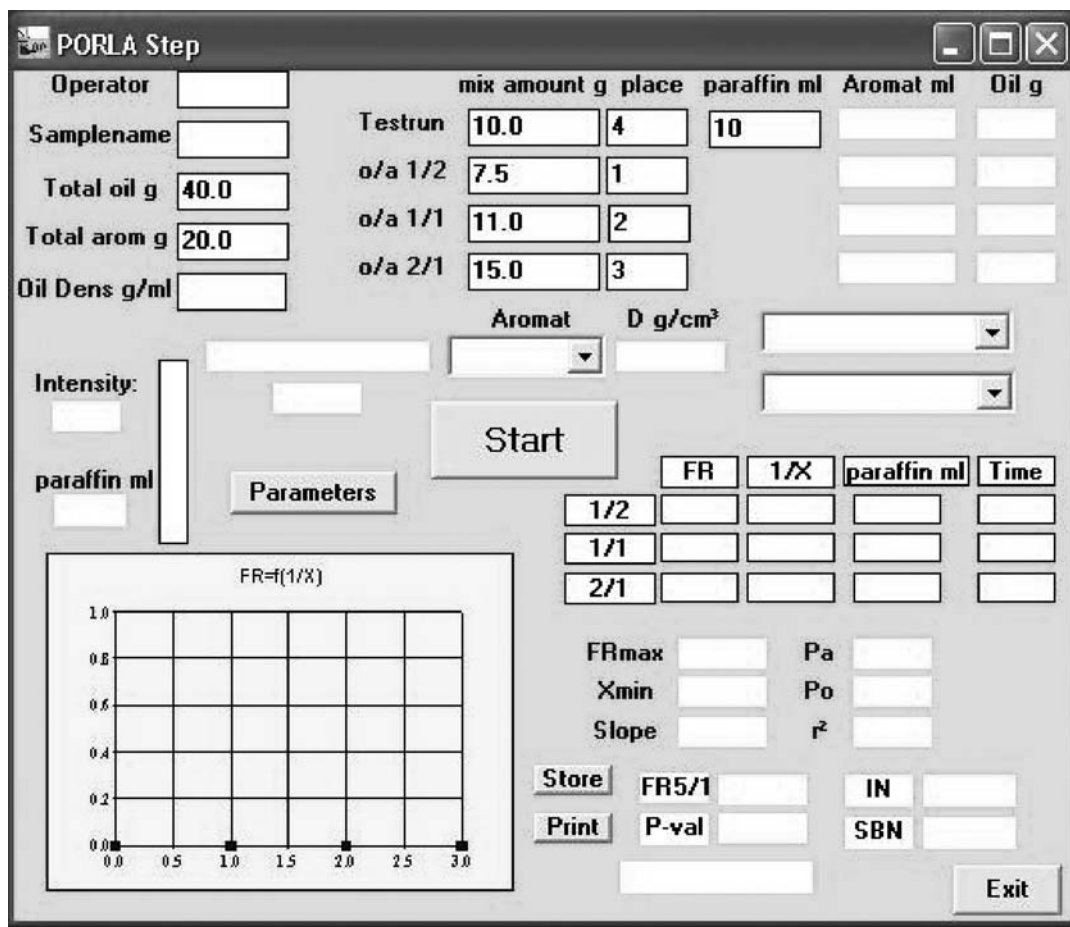 PORLA Step
Operator
mix amount g place paraffin ml Aromat ml Oil g
Samplename
Testrun 10.0 4 10
o/a 1/2 7.5 1
Total oil g 40.0
o/a 1/1 11.0 2
Total arom g 20.0
o/a 2/1 15.0 3
Oil Dens g/ml
Aromat D g/cm³
Intensity:
Start
paraffin ml
Parameters
FR 1/X paraffin ml Time
1/2
1/1
2/1
FR=f(1/X)
1.0
0.8
0.6
0.4
0.2
0.0
0.0 0.5 1.0 1.5 2.0 2.5 3.0
FRmax Pa
Xmin Po
Slope r²
Store FR5/1 IN
Print P-val SBN
Exit